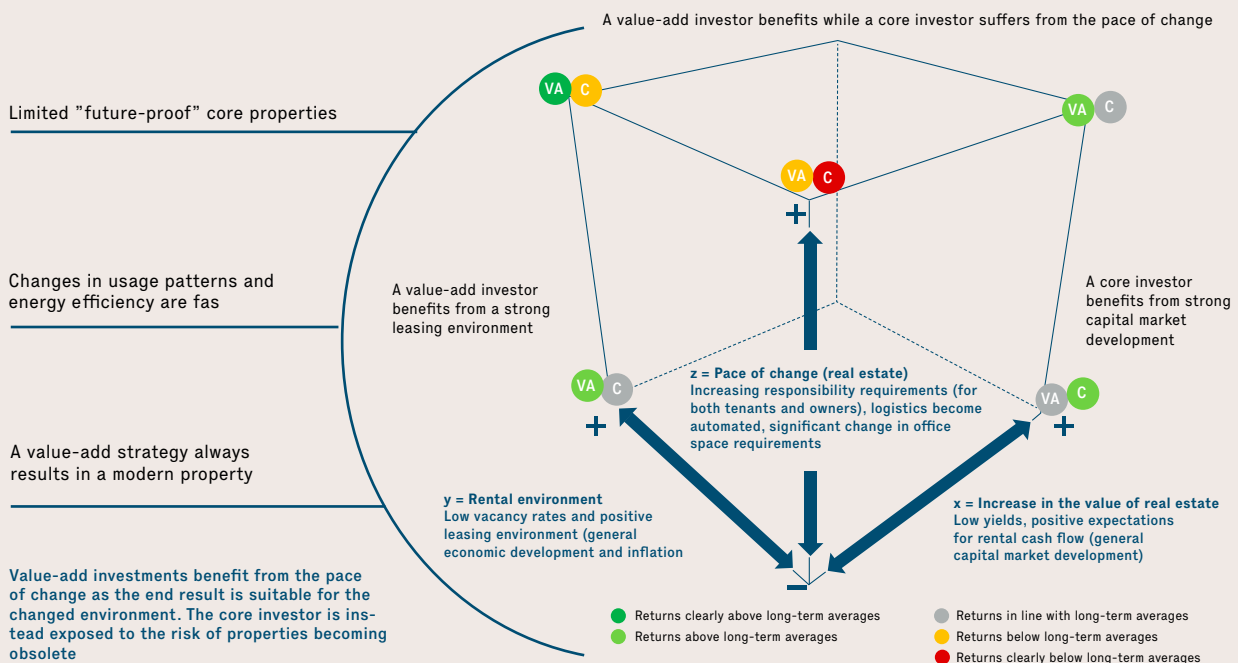 A value-add investor benefits while a core investor suffers from the pace of change
Limited ”future-proof” core properties
Changes in usage patterns and
energy efficiency are fas
A value-add strategy always
results in a modern property
Value-add investments benefit from the pace
of change as the end result is suitable for the
changed environment. The core investor is ins-
tead exposed to the risk of properties becoming
obsolete
VA C
VA C
VA C
+
A value-add investor
benefits from a strong
leasing environment
A core investor
benefits from strong
capital market
development
VA C
+
VA C
+
z = Pace of change (real estate)
Increasing responsibility requirements (for
both tenants and owners), logistics become
automated, significant change in office
space requirements
y = Rental environment
Low vacancy rates and positive
leasing environment (general
economic development and inflation
x = Increase in the value of real estate
Low yields, positive expectations
for rental cash flow (general
capital market development)
–
Returns clearly above long-term averages
Returns above long-term averages
Returns in line with long-term averages
Returns below long-term averages
Returns clearly below long-term averages